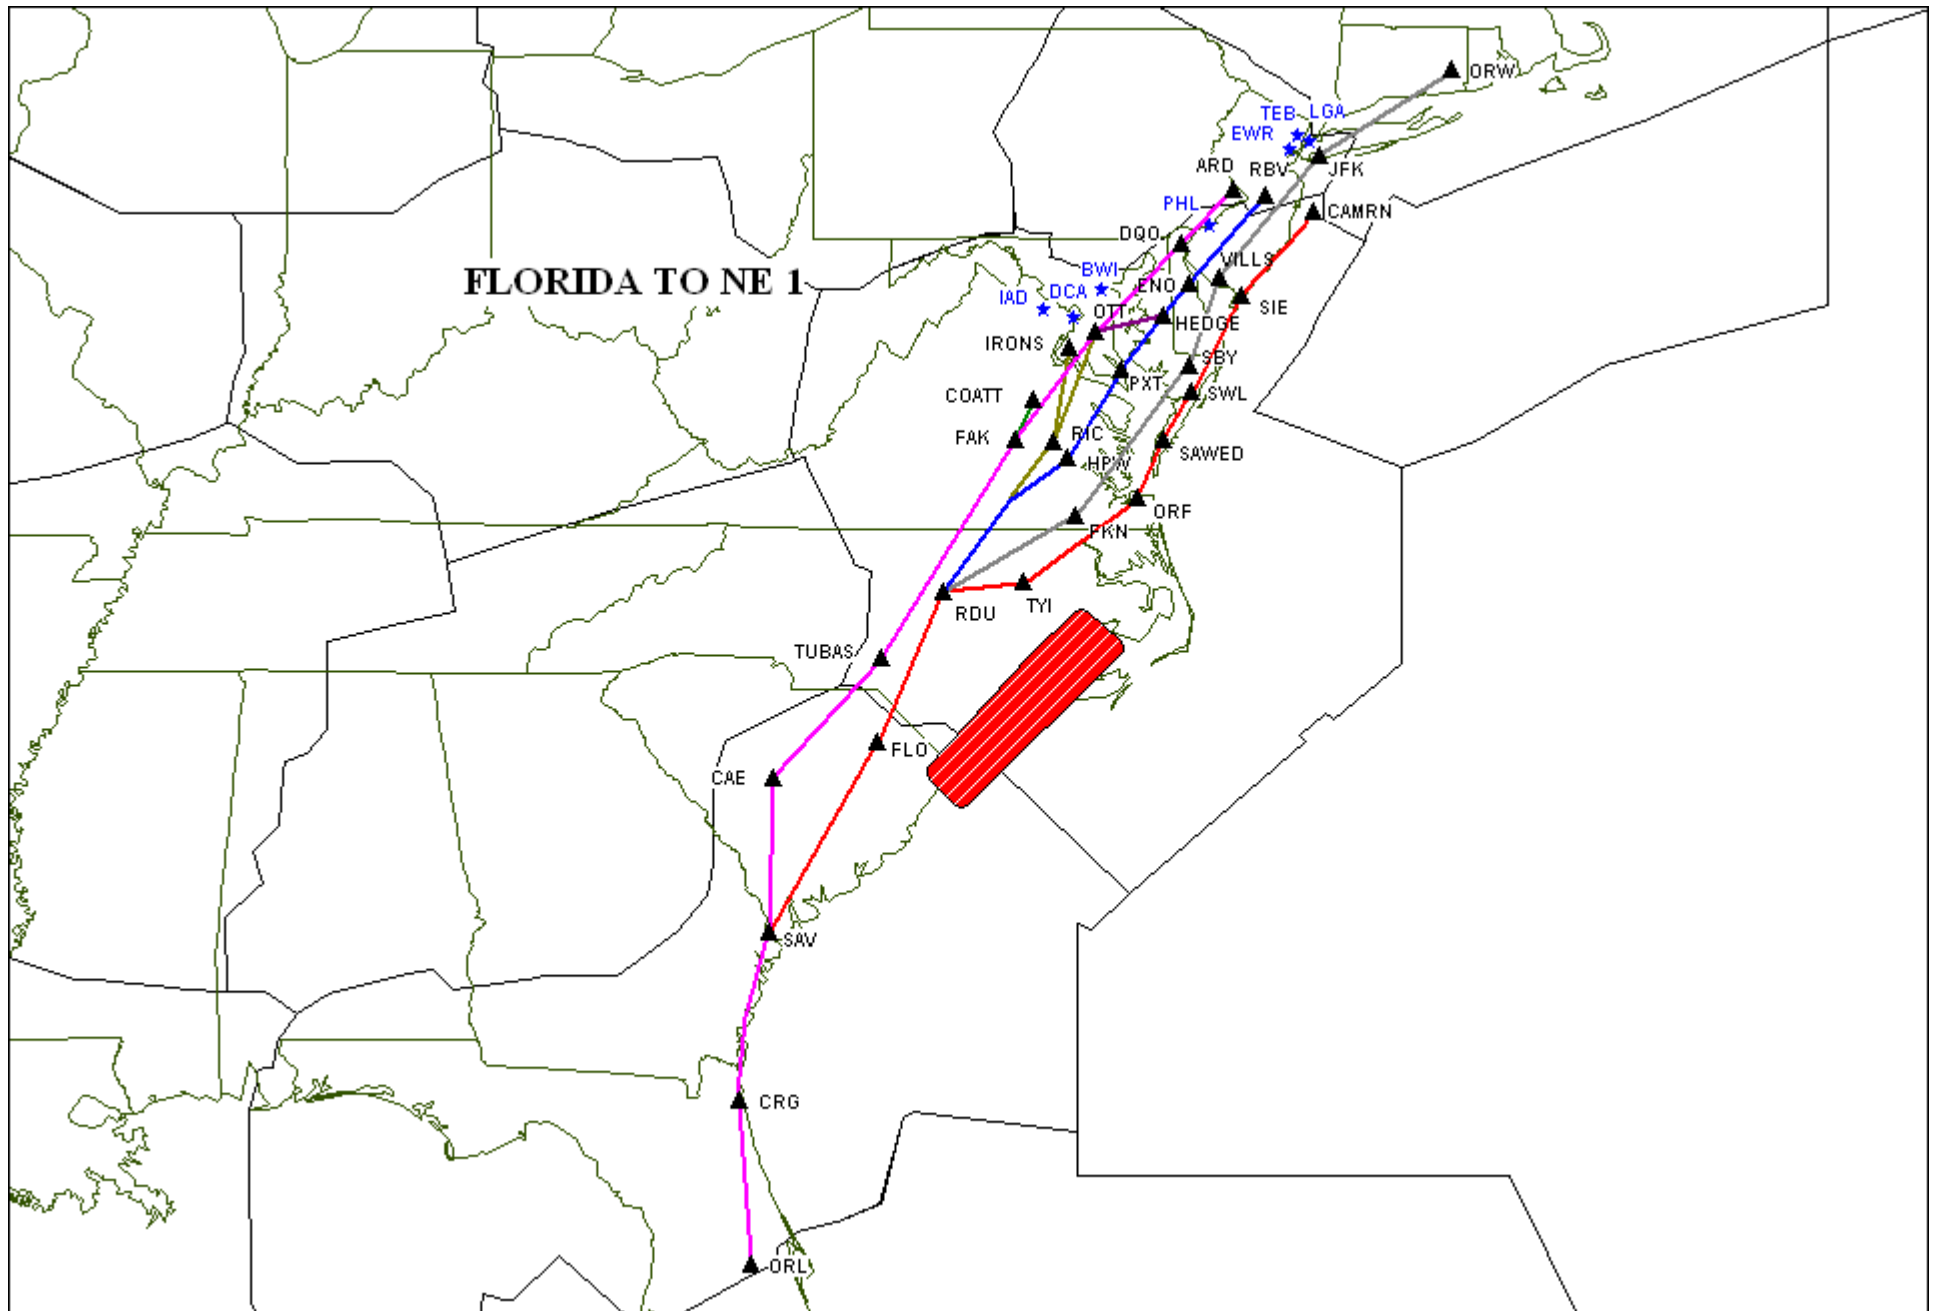 ORW
TEB LGA
EWR
ARD
RBV
JFK
PHL
CAMRN
DQO
VILLS
FLORIDA TO NE 1
BWI
IAD
DCA
ENO
OTT
SIE
HEDGE
IRONS
SBY
PXT
SWL
COATT
FAK
RIC
SAWED
HPW
ORF
FKN
RDU
TYI
TUBAS
FLO
CAE
SAV
CRG
ORL